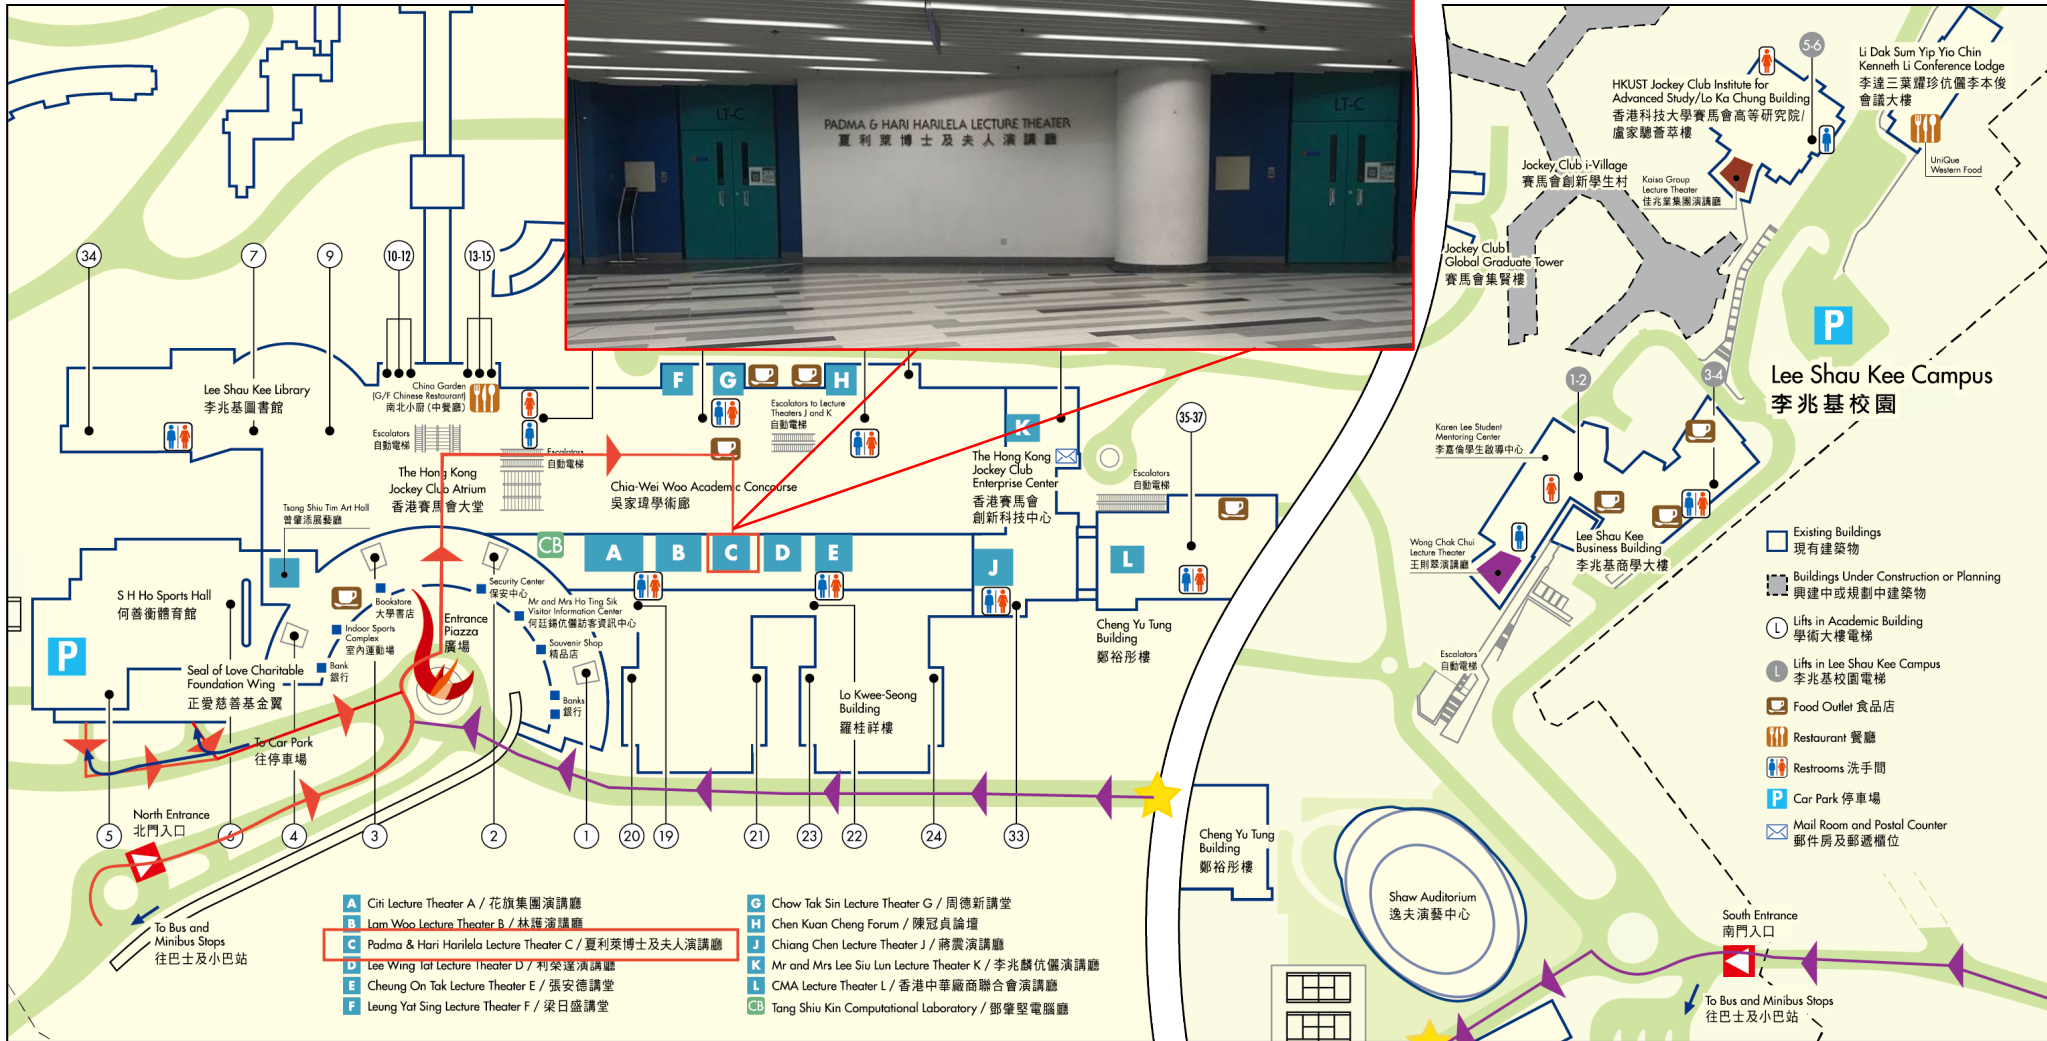 LT-C
PADMA & HARI HARILELA LECTURE THEATER
夏利萊博士及夫人演講廳
LT-C
5-6
Li Dak Sum Yip Yio Chin
Kenneth Li Conference Lodge
李達三葉耀珍伉儷李本俊
會議大樓
HKUST Jockey Club Institute for
Advanced Study/Lo Ka Chung Building
香港科技大學賽馬會高等研究院/
盧家驄薈萃樓
UniQue
Western Food
Jockey Club i-Village
賽馬會創新學生村
Kaisa Group
Lecture Theater
佳兆業集團演講廳
Jockey Club
Global Graduate Tower
賽馬會集賢樓
P
Lee Shau Kee Campus
李兆基校園
1-2
3-4
Karen Lee Student
Mentoring Center
李嘉倫學生啟導中心
Wong Chak Chui
Lecture Theater
王則翠演講廳
Lee Shau Kee
Business Building
李兆基商學大樓
Escalators
自動電梯
34
7
9
10-12
13-15
Lee Shau Kee Library
李兆基圖書館
China Garden
(G/F Chinese Restaurant)
南北小廚(中餐廳)
Escalators
自動電梯
Escalators
自動電梯
F
G
H
Escalators to Lecture
Theaters J and K
自動電梯
K
35-37
The Hong Kong
Jockey Club Atrium
香港賽馬會大堂
Chia-Wei Woo Academic Concourse
吳家瑋學術廊
The Hong Kong
Jockey Club
Enterprise Center
香港賽馬會
創新科技中心
Escalators
自動電梯
Tsang Shiu Tim Art Hall
曾肇添展藝廳
CB
A
B
C
D
E
J
L
S H Ho Sports Hall
何善衡體育館
Bookstore
大學書店
Security Center
保安中心
Mr and Mrs Ho Ting Sik
Visitor Information Center
何廷錫伉儷訪客資訊中心
Entrance
Piazza
廣場
Indoor Sports
Complex
室內運動場
Souvenir Shop
精品店
Bank
銀行
Banks
銀行
P
Seal of Love Charitable
Foundation Wing
正愛慈善基金翼
Lo Kwee-Seong
Building
羅桂祥樓
Cheng Yu Tung
Building
鄭裕彤樓
To Car Park
往停車場
North Entrance
北門入口
5
6
4
3
2
1
20
19
21
23
22
24
33
To Bus and
Minibus Stops
往巴士及小巴站
Cheng Yu Tung
Building
鄭裕彤樓
Shaw Auditorium
逸夫演藝中心
South Entrance
南門入口
To Bus and Minibus Stops
往巴士及小巴站
Existing Buildings
現有建築物
Buildings Under Construction or Planning
興建中或規劃中建築物
L Lifts in Academic Building
學術大樓電梯
L Lifts in Lee Shau Kee Campus
李兆基校園電梯
Food Outlet 食品店
Restaurant 餐廳
Restrooms 洗手間
P Car Park 停車場
Mail Room and Postal Counter
郵件房及郵遞櫃位
A Citi Lecture Theater A / 花旗集團演講廳
B Lam Woo Lecture Theater B / 林護演講廳
C Padma & Hari Harilela Lecture Theater C / 夏利萊博士及夫人演講廳
D Lee Wing Tat Lecture Theater D / 利榮達演講廳
E Cheung On Tak Lecture Theater E / 張安德講堂
F Leung Yat Sing Lecture Theater F / 梁日盛講堂
G Chow Tak Sin Lecture Theater G / 周德新講堂
H Chen Kuan Cheng Forum / 陳冠貞論壇
J Chiang Chen Lecture Theater J / 蔣震演講廳
K Mr and Mrs Lee Siu Lun Lecture Theater K / 李兆麟伉儷演講廳
L CMA Lecture Theater L / 香港中華廠商聯合會演講廳
CB Tang Shiu Kin Computational Laboratory / 鄧肇堅電腦廳